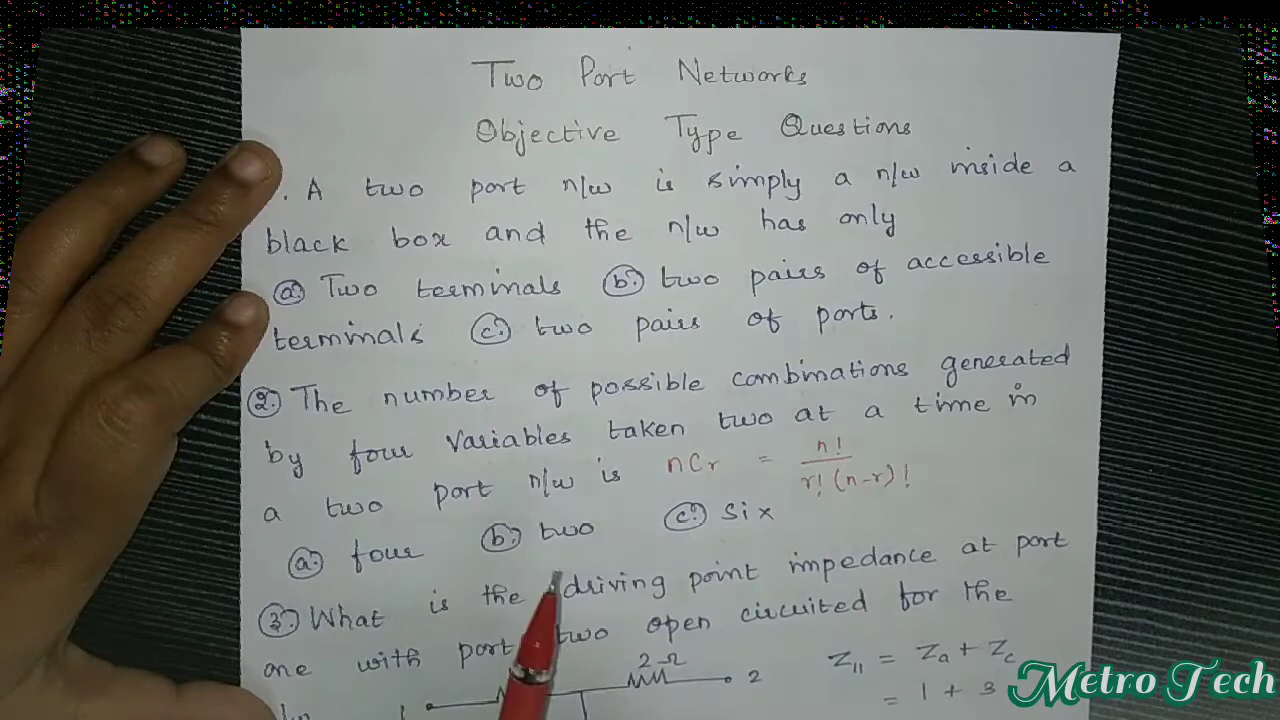 Two Port Networks
Objective Type Questions
. A two port n/w is simply a n/w inside a
black box and the n/w has only
a. Two terminals b. two pairs of accessible
terminals c. two pairs of ports.
2. The number of possible combinations generated
by four variables taken two at a time in
a two port n/w is nCr = n! / r! (n-r)!
a. four b. two c. six
3. What is the driving point impedance at port
one with port two open circuited for the
2Ω
2
1
Z11 = Za + Zc
= 1 + 3
Metro Tech